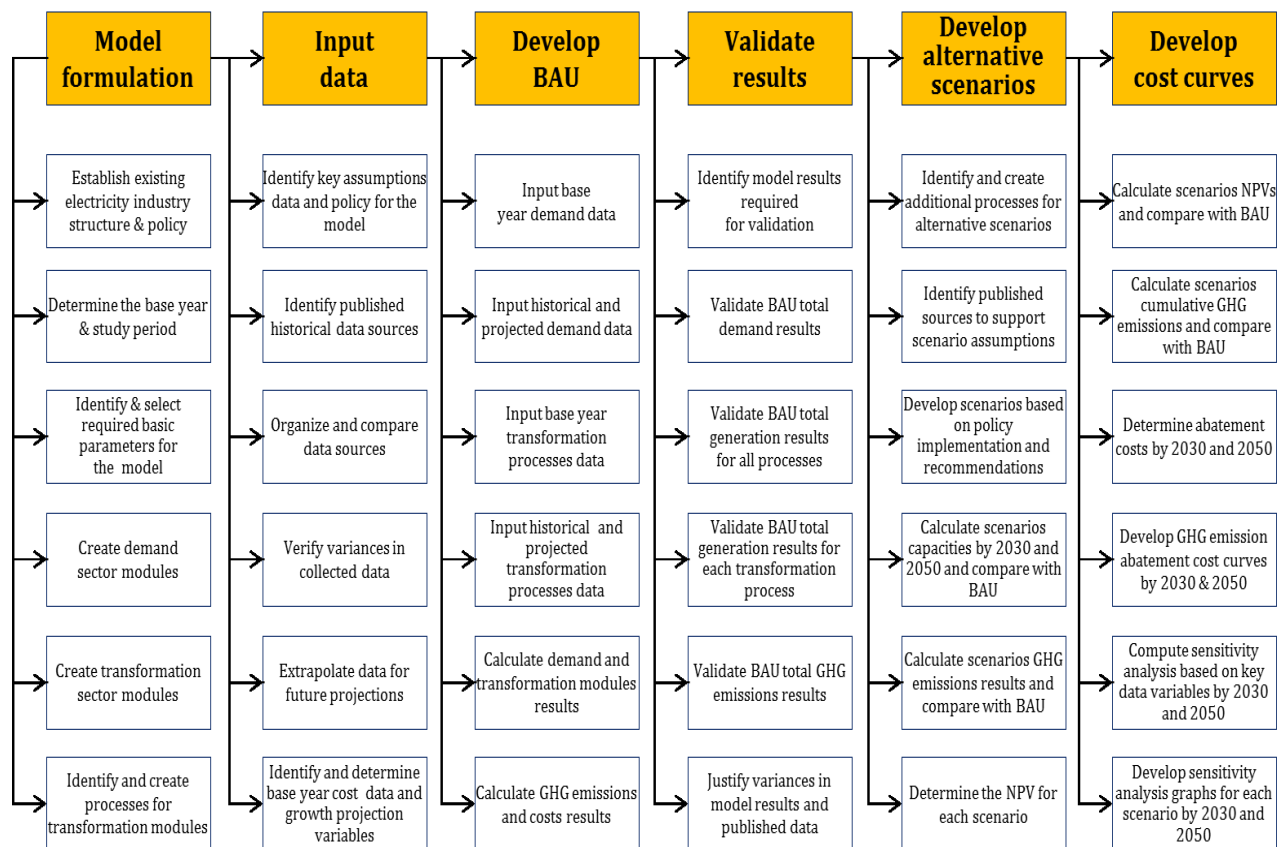 Model
formulation
Input
data
Develop
BAU
Validate
results
Develop
alternative
scenarios
Develop
cost curves
Establish existing
electricity industry
structure & policy
Identify key assumptions
data and policy for the
model
Input base
year demand data
Identify model results
required
for validation
Identify and create
additional processes for
alternative scenarios
Calculate scenarios NPVs
and compare with BAU
Determine the base year
& study period
Identify published
historical data sources
Input historical and
projected demand data
Validate BAU total
demand results
Identify published
sources to support
scenario assumptions
Calculate scenarios
cumulative GHG
emissions and compare
with BAU
Identify & select
required basic
parameters for
the model
Organize and compare
data sources
Input base year
transformation
processes data
Validate BAU total
generation results
for all processes
Develop scenarios based
on policy
implementation and
recommendations
Determine abatement
costs by 2030 and 2050
Create demand
sector modules
Verify variances in
collected data
Input historical and
projected
transformation
processes data
Validate BAU total
generation results for
each transformation
process
Calculate scenarios
capacities by 2030 and
2050 and compare with
BAU
Develop GHG emission
abatement cost curves
by 2030 & 2050
Create transformation
sector modules
Extrapolate data for
future projections
Calculate demand and
transformation modules
results
Validate BAU total GHG
emissions results
Calculate scenarios GHG
emissions results and
compare with BAU
Compute sensitivity
analysis based on key
data variables by 2030
and 2050
Identify and create
processes for
transformation modules
Identify and determine
base year cost data and
growth projection
variables
Calculate GHG emissions
and costs results
Justify variances in
model results and
published data
Determine the NPV for
each scenario
Develop sensitivity
analysis graphs for each
scenario by 2030 and
2050